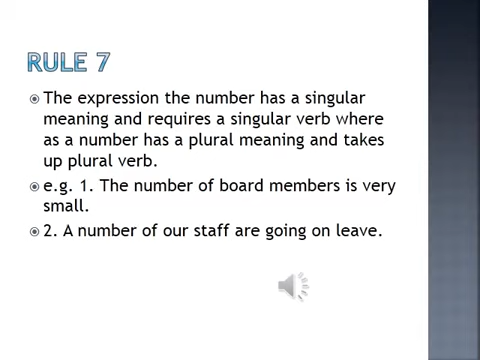 RULE 7
The expression the number has a singular
meaning and requires a singular verb where
as a number has a plural meaning and takes
up plural verb.
e.g. 1. The number of board members is very
small.
2. A number of our staff are going on leave.